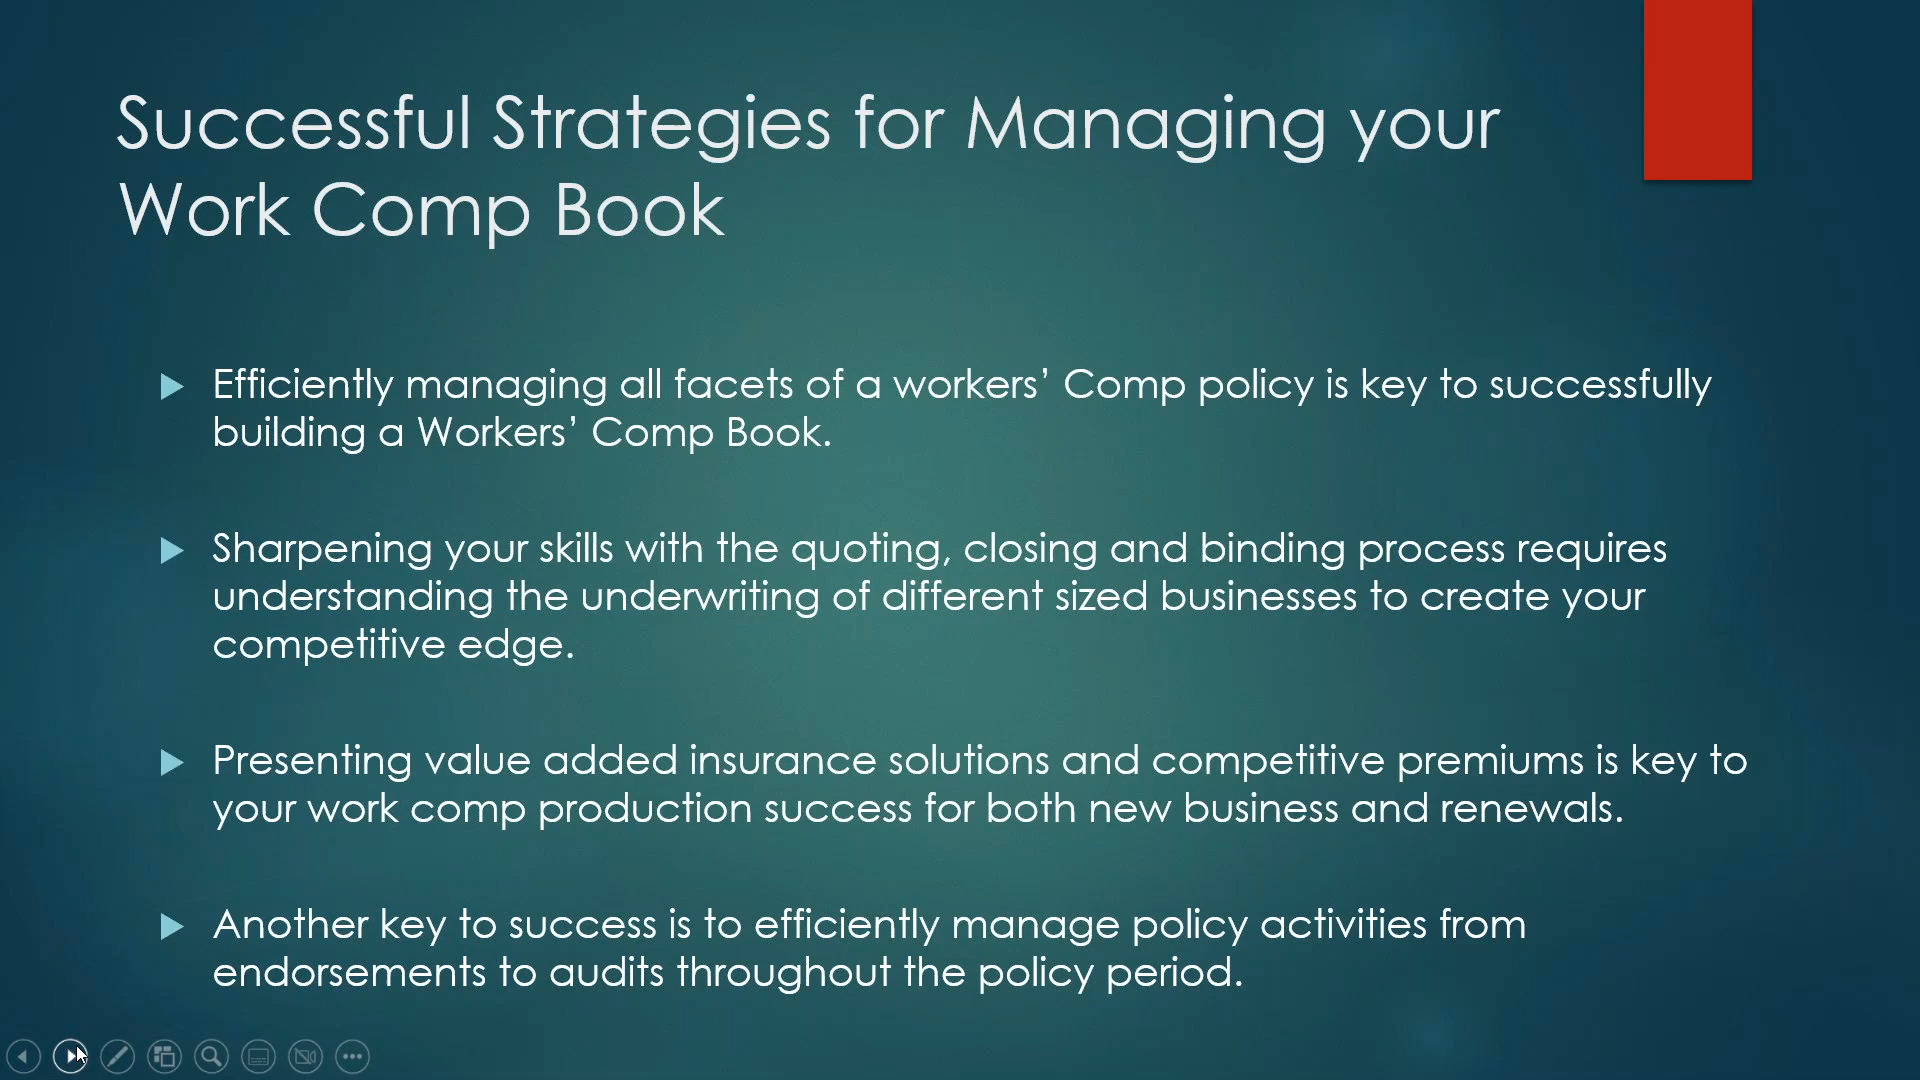 Successful Strategies for Managing your
Work Comp Book
Efficiently managing all facets of a workers’ Comp policy is key to successfully
building a Workers’ Comp Book.
Sharpening your skills with the quoting, closing and binding process requires
understanding the underwriting of different sized businesses to create your
competitive edge.
Presenting value added insurance solutions and competitive premiums is key to
your work comp production success for both new business and renewals.
Another key to success is to efficiently manage policy activities from
endorsements to audits throughout the policy period.